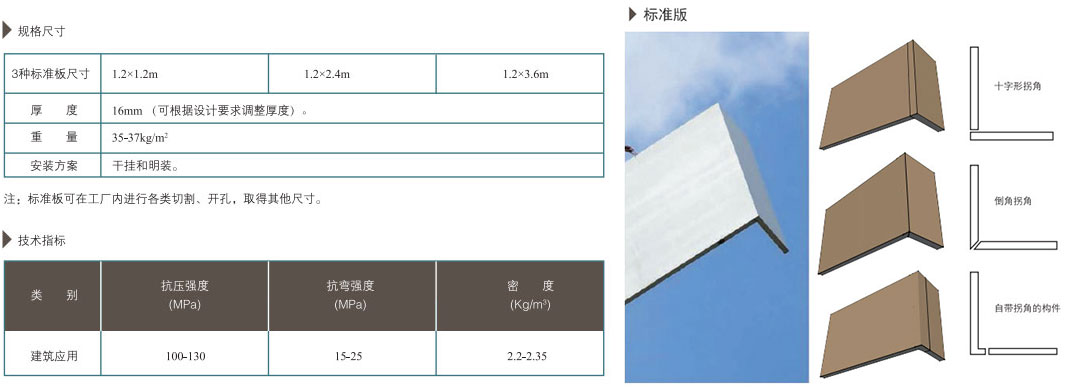 规格尺寸
3种标准板尺寸 1.2×1.2m 1.2×2.4m 1.2×3.6m
厚 度 16mm （可根据设计要求调整厚度）。
重 量 35-37kg/m²
安装方案 干挂和明装。
注：标准板可在工厂内进行各类切割、开孔，取得其他尺寸。
技术指标
类 别 抗压强度 抗弯强度 密 度
(MPa) (MPa) (Kg/m³)
建筑应用 100-130 15-25 2.2-2.35
标准版
十字形拐角
倒角拐角
自带拐角的构件